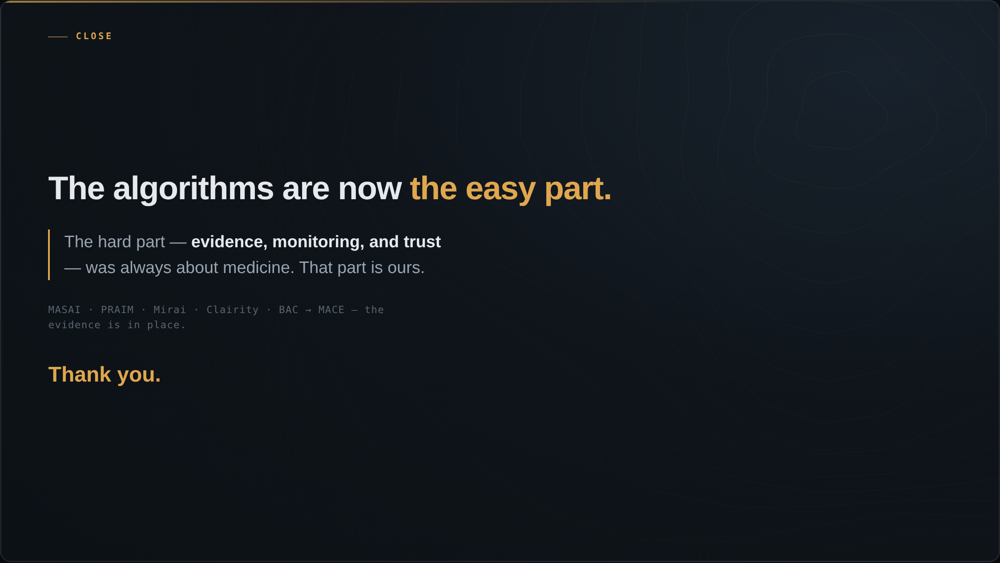 CLOSE
The algorithms are now the easy part.
The hard part — evidence, monitoring, and trust
— was always about medicine. That part is ours.
MASAI · PRAIM · Mirai · Clairity · BAC → MACE — the
evidence is in place.
Thank you.